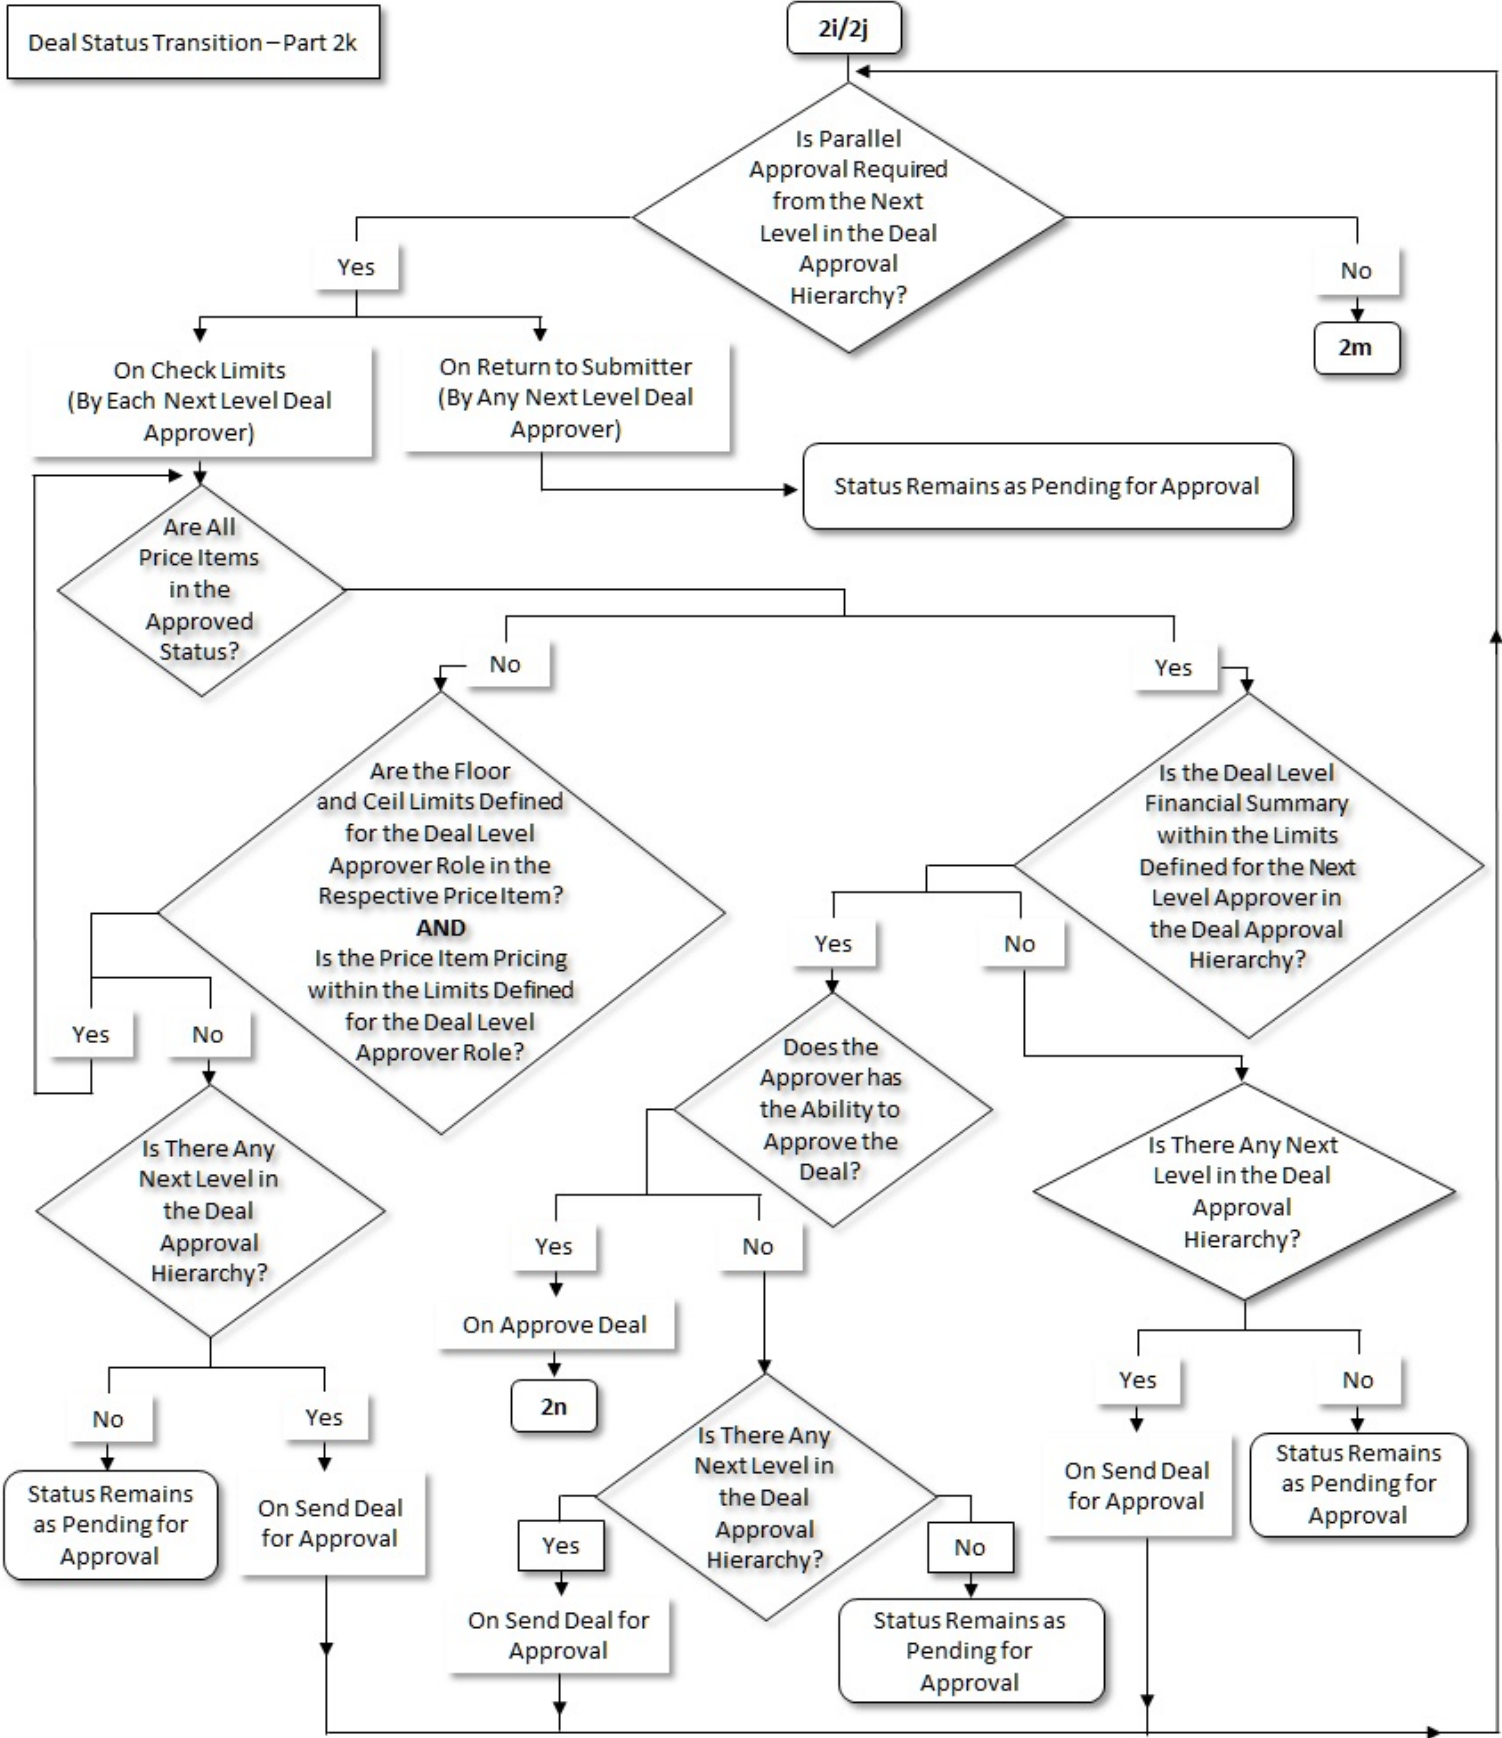 Deal Status Transition – Part 2k
2i/2j
Is Parallel
Approval Required
from the Next
Level in the Deal
Approval
Hierarchy?
Yes
No
2m
On Check Limits
(By Each Next Level Deal
Approver)
On Return to Submitter
(By Any Next Level Deal
Approver)
Status Remains as Pending for Approval
Are All
Price Items
in the
Approved
Status?
No
Yes
Are the Floor
and Ceil Limits Defined
for the Deal Level
Approver Role in the
Respective Price Item?
AND
Is the Price Item Pricing
within the Limits Defined
for the Deal Level
Approver Role?
Is the Deal Level
Financial Summary
within the Limits
Defined for the Next
Level Approver in
the Deal Approval
Hierarchy?
Yes
No
Yes
No
Does the
Approver has
the Ability to
Approve the
Deal?
Is There Any
Next Level in
the Deal
Approval
Hierarchy?
Is There Any Next
Level in the Deal
Approval
Hierarchy?
Yes
No
On Approve Deal
2n
No
Yes
Yes
No
Status Remains
as Pending for
Approval
On Send Deal
for Approval
Is There Any
Next Level in
the Deal
Approval
Hierarchy?
On Send Deal
for Approval
Status Remains
as Pending for
Approval
Yes
No
On Send Deal for
Approval
Status Remains as
Pending for
Approval